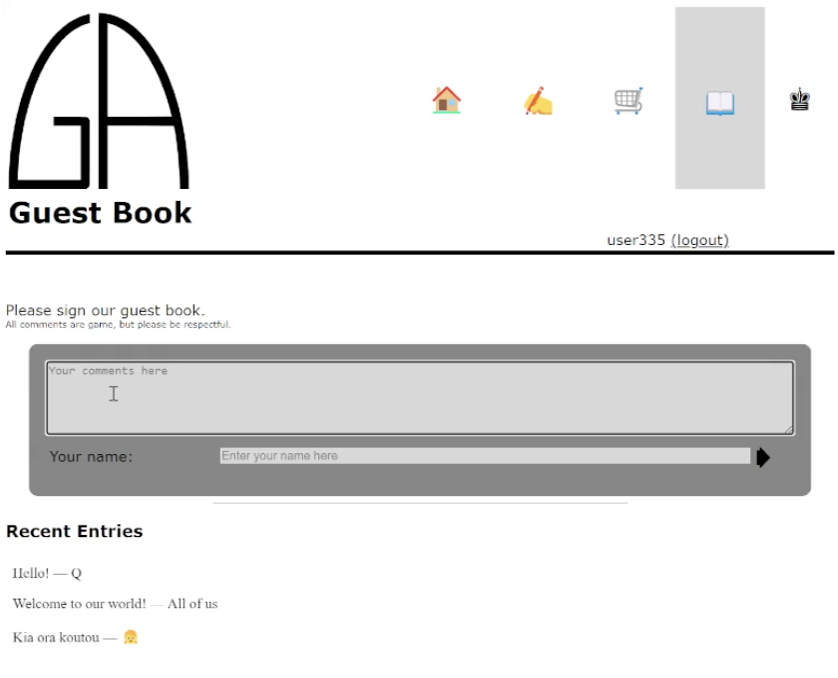 GA
Guest Book
user335 (logout)
Please sign our guest book.
All comments are game, but please be respectful.
Your comments here
Your name:
Enter your name here
Recent Entries
Hello! — Q
Welcome to our world! — All of us
Kia ora koutou — 👧